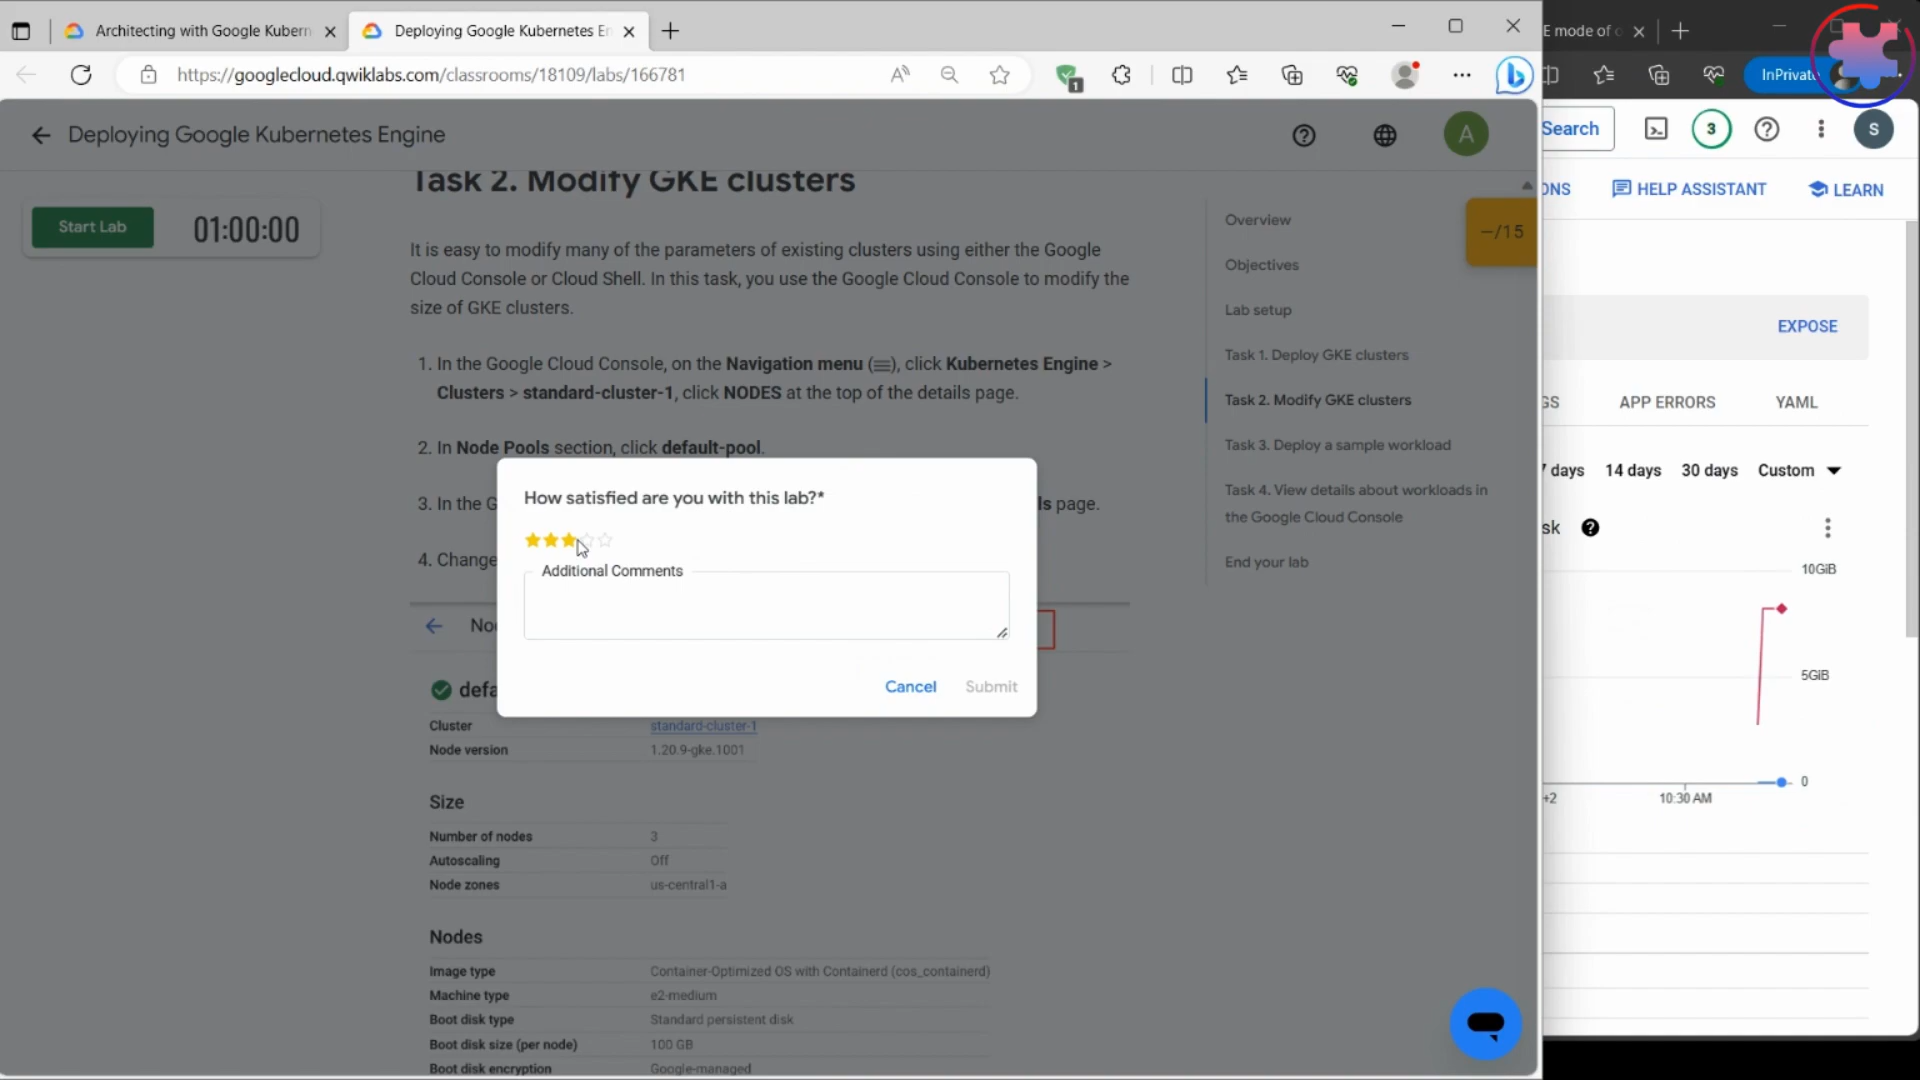 Architecting with Google Kubern
Deploying Google Kubernetes En
E mode of c
https://googlecloud.qwiklabs.com/classrooms/18109/labs/166781
1
InPrivate
Deploying Google Kubernetes Engine
A
Search
3
S
Start Lab
01:00:00
Task 2. Modify GKE clusters
ONS
HELP ASSISTANT
LEARN
–/15
It is easy to modify many of the parameters of existing clusters using either the Google
Cloud Console or Cloud Shell. In this task, you use the Google Cloud Console to modify the
size of GKE clusters.
1. In the Google Cloud Console, on the Navigation menu (≡), click Kubernetes Engine >
Clusters > standard-cluster-1, click NODES at the top of the details page.
2. In Node Pools section, click default-pool.
3. In the G
ls page.
4. Change
Overview
Objectives
Lab setup
Task 1. Deploy GKE clusters
Task 2. Modify GKE clusters
Task 3. Deploy a sample workload
Task 4. View details about workloads in
the Google Cloud Console
End your lab
How satisfied are you with this lab?*
Additional Comments
Cancel
Submit
No
defa
Cluster
standard-cluster-1
Node version
1.20.9-gke.1001
Size
Number of nodes
3
Autoscaling
Off
Node zones
us-central1-a
Nodes
Image type
Container-Optimized OS with Containerd (cos_containerd)
Machine type
e2-medium
Boot disk type
Standard persistent disk
Boot disk size (per node)
100 GB
Boot disk encryption
Google-managed
EXPOSE
GS
APP ERRORS
YAML
7 days
14 days
30 days
Custom
sk
10GiB
5GiB
0
+2
10:30 AM